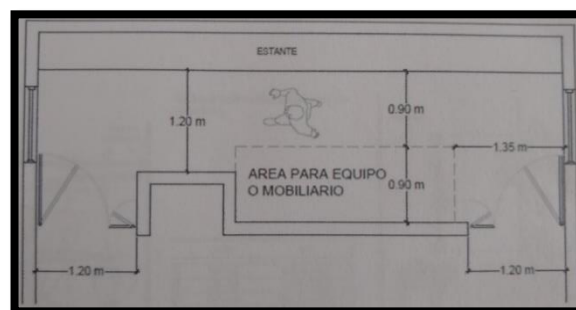 ESTANTE
1.20 m
0.90 m
1.35 m
AREA PARA EQUIPO
O MOBILIARIO
0.90 m
1.20 m
1.20 m